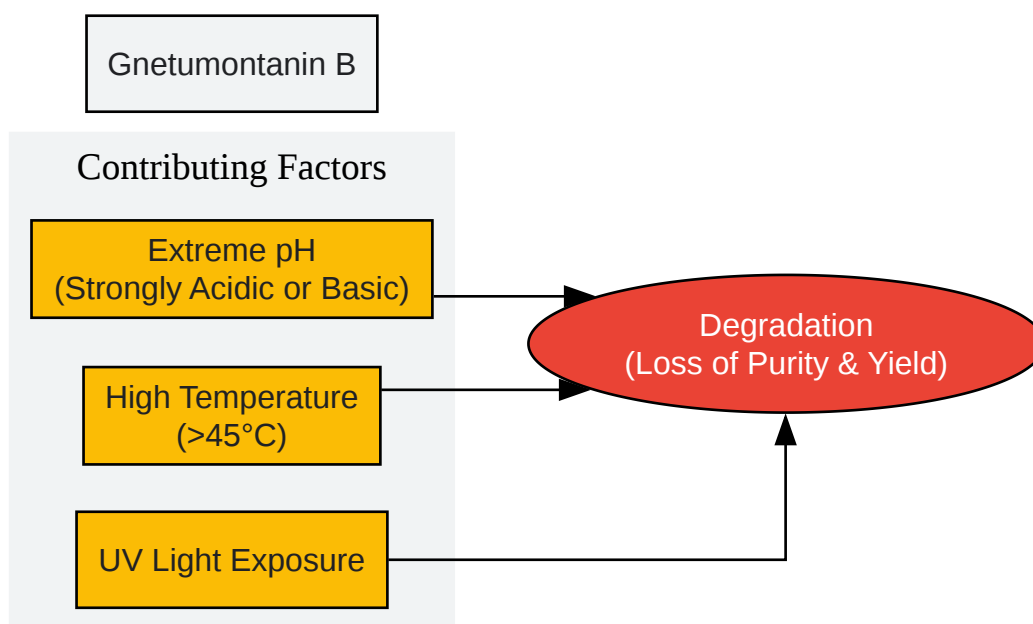 Gnetumontanin B
Contributing Factors
Extreme pH
(Strongly Acidic or Basic)
High Temperature
(>45°C)
UV Light Exposure
Degradation
(Loss of Purity & Yield)